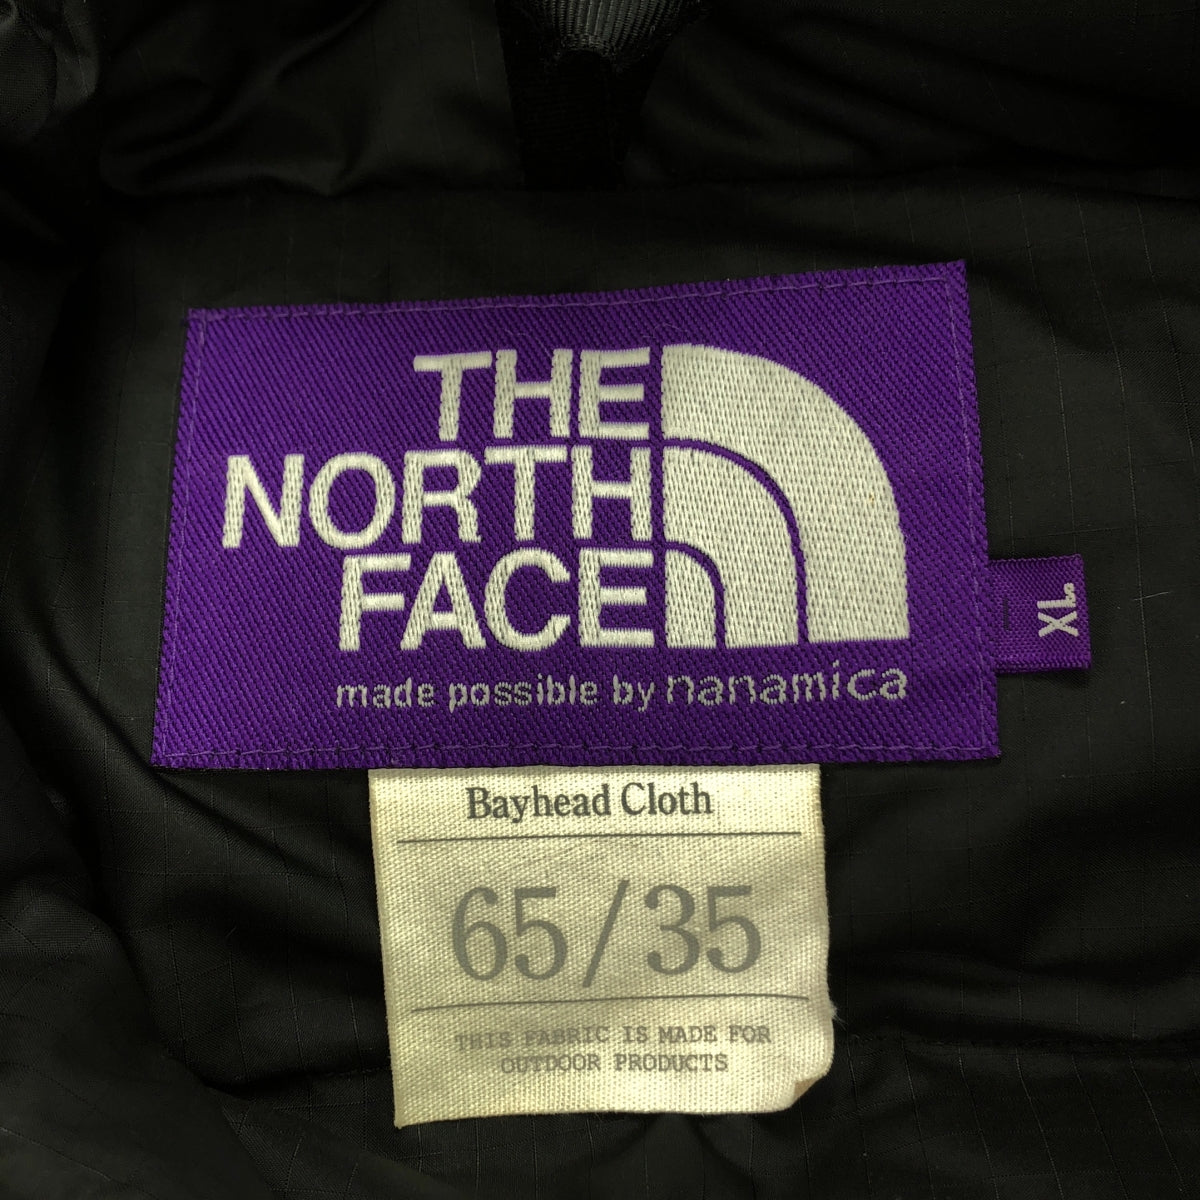 THE
NORTH
FACE
made possible by nanamica
XL
Bayhead Cloth
65/35
THIS FABRIC IS MADE FOR
OUTDOOR PRODUCTS